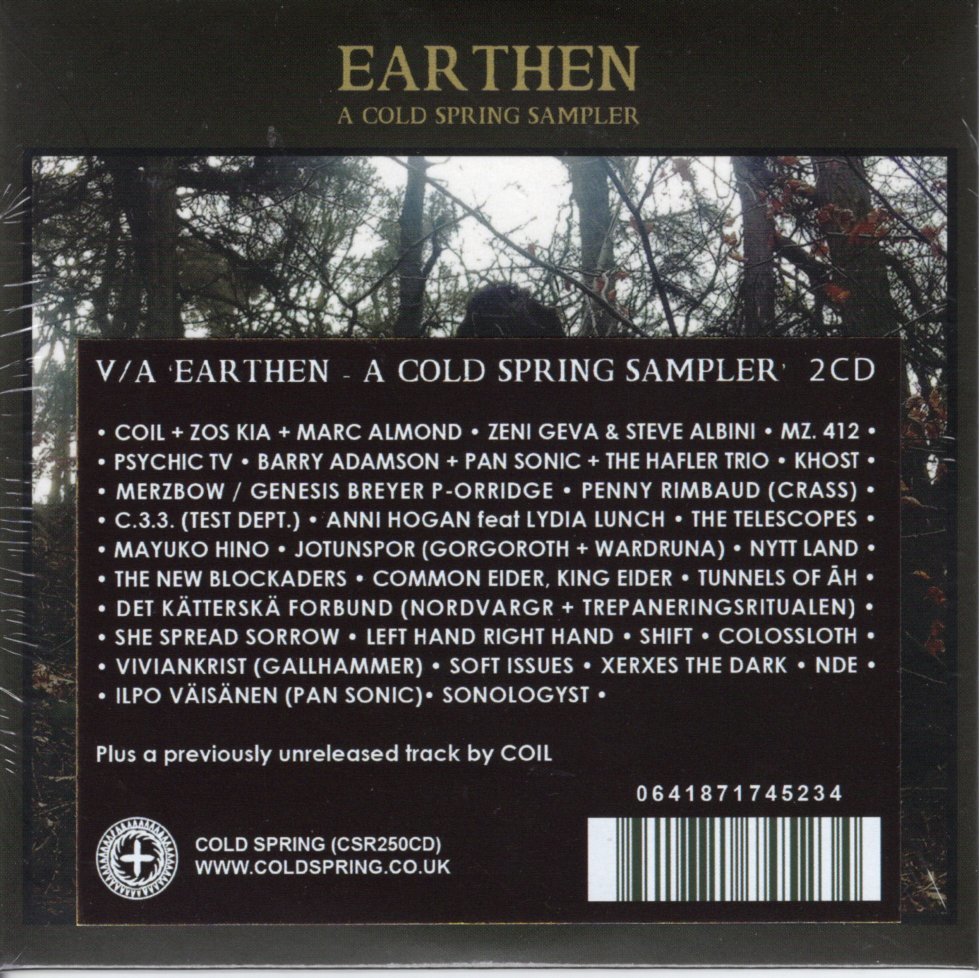 EARTHEN
A COLD SPRING SAMPLER
V/A 'EARTHEN - A COLD SPRING SAMPLER' 2CD
• COIL + ZOS KIA + MARC ALMOND • ZENI GEVA & STEVE ALBINI • MZ. 412 •
• PSYCHIC TV • BARRY ADAMSON + PAN SONIC + THE HAFLER TRIO • KHOST •
• MERZBOW / GENESIS BREYER P-ORRIDGE • PENNY RIMBAUD (CRASS) •
• C.3.3. (TEST DEPT.) • ANNI HOGAN feat LYDIA LUNCH • THE TELESCOPES •
• MAYUKO HINO • JOTUNSPOR (GORGOROTH + WARDRUNA) • NYTT LAND •
• THE NEW BLOCKADERS • COMMON EIDER, KING EIDER • TUNNELS OF ĀH •
• DET KÄTTERSKÄ FORBUND (NORDVARGR + TREPANERINGSRITUALEN) •
• SHE SPREAD SORROW • LEFT HAND RIGHT HAND • SHIFT • COLOSSLOTH •
• VIVIANKRIST (GALLHAMMER) • SOFT ISSUES • XERXES THE DARK • NDE •
• ILPO VÄISÄNEN (PAN SONIC)• SONOLOGYST •
Plus a previously unreleased track by COIL
0641871745234
COLD SPRING (CSR250CD)
WWW.COLDSPRING.CO.UK